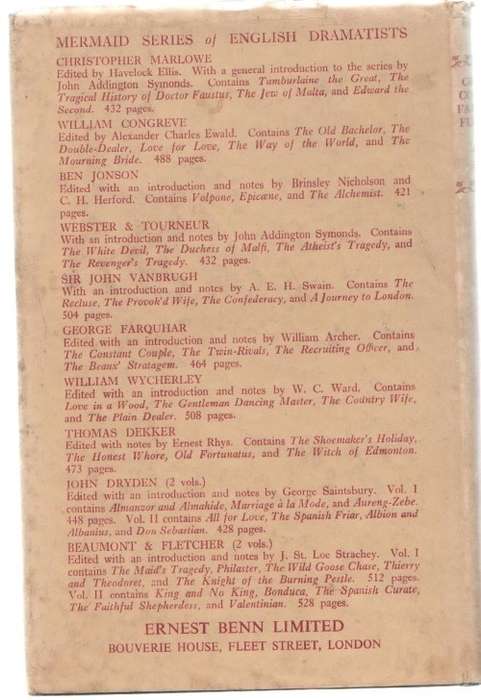 MERMAID SERIES of ENGLISH DRAMATISTS
CHRISTOPHER MARLOWE
Edited by Havelock Ellis. With a general introduction to the series by
John Addington Symonds. Contains Tamburlaine the Great, The
Tragical History of Doctor Faustus, The Jew of Malta, and Edward the
Second. 432 pages.
WILLIAM CONGREVE
Edited by Alexander Charles Ewald. Contains The Old Bachelor, The
Double-Dealer, Love for Love, The Way of the World, and The
Mourning Bride. 488 pages.
BEN JONSON
Edited with an introduction and notes by Brinsley Nicholson and
C. H. Herford. Contains Volpone, Epicæne, and The Alchemist. 421
pages.
WEBSTER & TOURNEUR
With an introduction and notes by John Addington Symonds. Contains
The White Devil, The Duchess of Malfi, The Atheist's Tragedy, and
The Revenger's Tragedy. 432 pages.
SIR JOHN VANBRUGH
With an introduction and notes by A. E. H. Swain. Contains The
Recluse, The Provok'd Wife, The Confederacy, and A Journey to London.
504 pages.
GEORGE FARQUHAR
Edited with an introduction and notes by William Archer. Contains
The Constant Couple, The Twin-Rivals, The Recruiting Officer, and
The Beaux' Stratagem. 464 pages.
WILLIAM WYCHERLEY
Edited with an introduction and notes by W. C. Ward. Contains
Love in a Wood, The Gentleman Dancing Master, The Country Wife,
and The Plain Dealer. 508 pages.
THOMAS DEKKER
Edited with notes by Ernest Rhys. Contains The Shoemaker's Holiday,
The Honest Whore, Old Fortunatus, and The Witch of Edmonton.
473 pages.
JOHN DRYDEN (2 vols.)
Edited with an introduction and notes by George Saintsbury. Vol. I
contains Almanzor and Almahide, Marriage à la Mode, and Aureng-Zebe.
448 pages. Vol. II contains All for Love, The Spanish Friar, Albion and
Albanius, and Don Sebastian. 428 pages.
BEAUMONT & FLETCHER (2 vols.)
Edited with an introduction and notes by J. St. Loe Strachey. Vol. I
contains The Maid's Tragedy, Philaster, The Wild Goose Chase, Thierry
and Theodoret, and The Knight of the Burning Pestle. 512 pages.
Vol. II contains King and No King, Bonduca, The Spanish Curate,
The Faithful Shepherdess, and Valentinian. 528 pages.
ERNEST BENN LIMITED
BOUVERIE HOUSE, FLEET STREET, LONDON